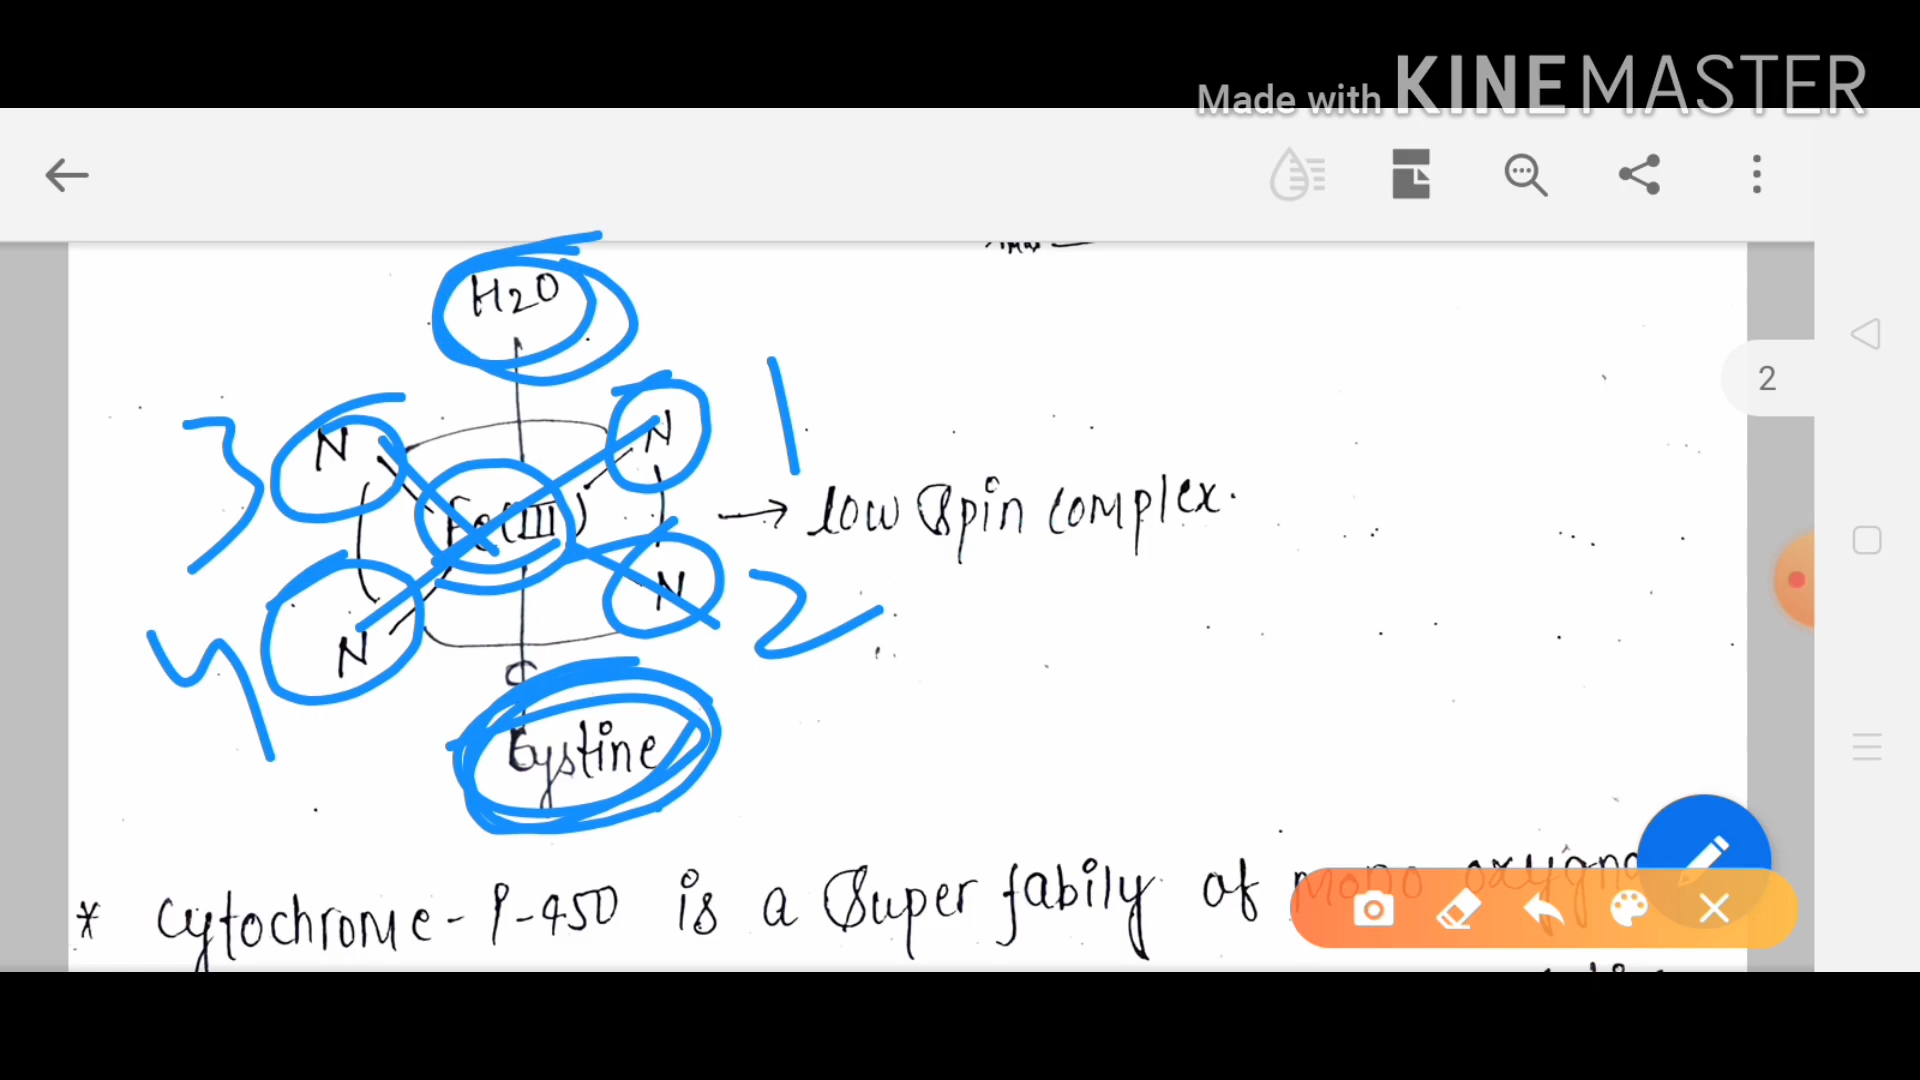 Made with KINEMASTER
H2O
3 N N 1
2
Fe(III) → low spin complex.
4 N N 2
Cystine
* cytochrome - P-450 is a Super fabily of mono